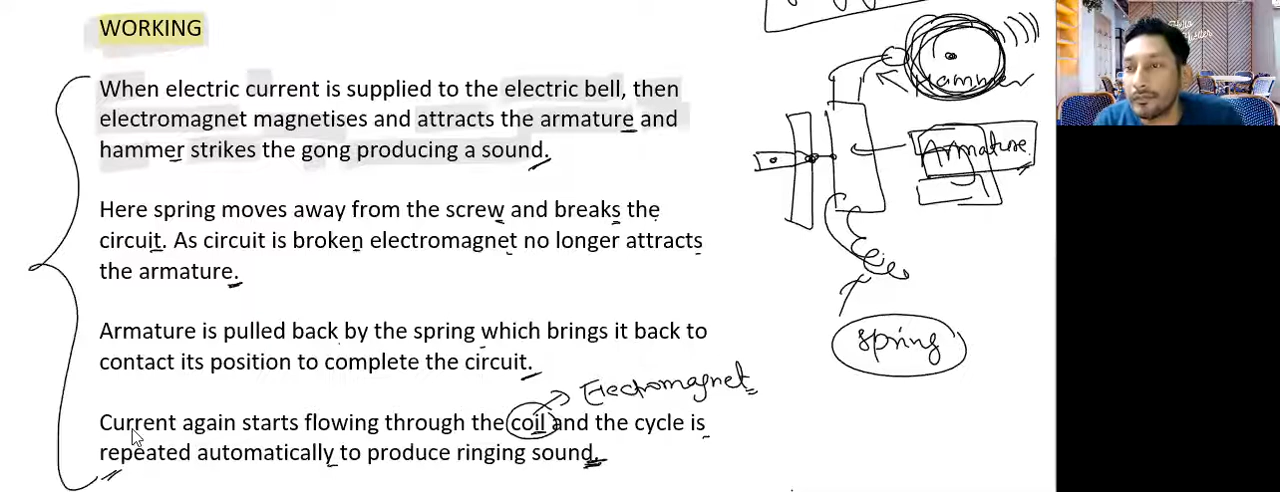 WORKING
When electric current is supplied to the electric bell, then
electromagnet magnetises and attracts the armature and
hammer strikes the gong producing a sound.
Here spring moves away from the screw and breaks the
circuit. As circuit is broken electromagnet no longer attracts
the armature.
Armature is pulled back by the spring which brings it back to
contact its position to complete the circuit.
Current again starts flowing through the coil and the cycle is
repeated automatically to produce ringing sound.
Electromagnet
Hammer
Armature
Spring
Hello